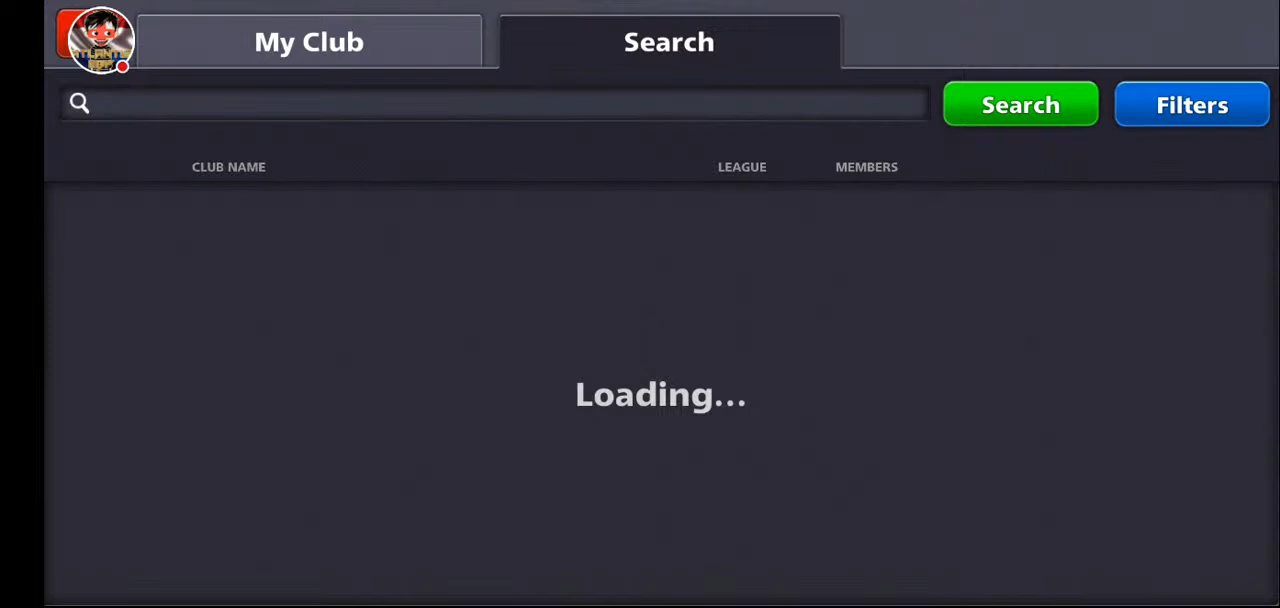 My Club
Search
Search
Filters
CLUB NAME
LEAGUE
MEMBERS
Loading...